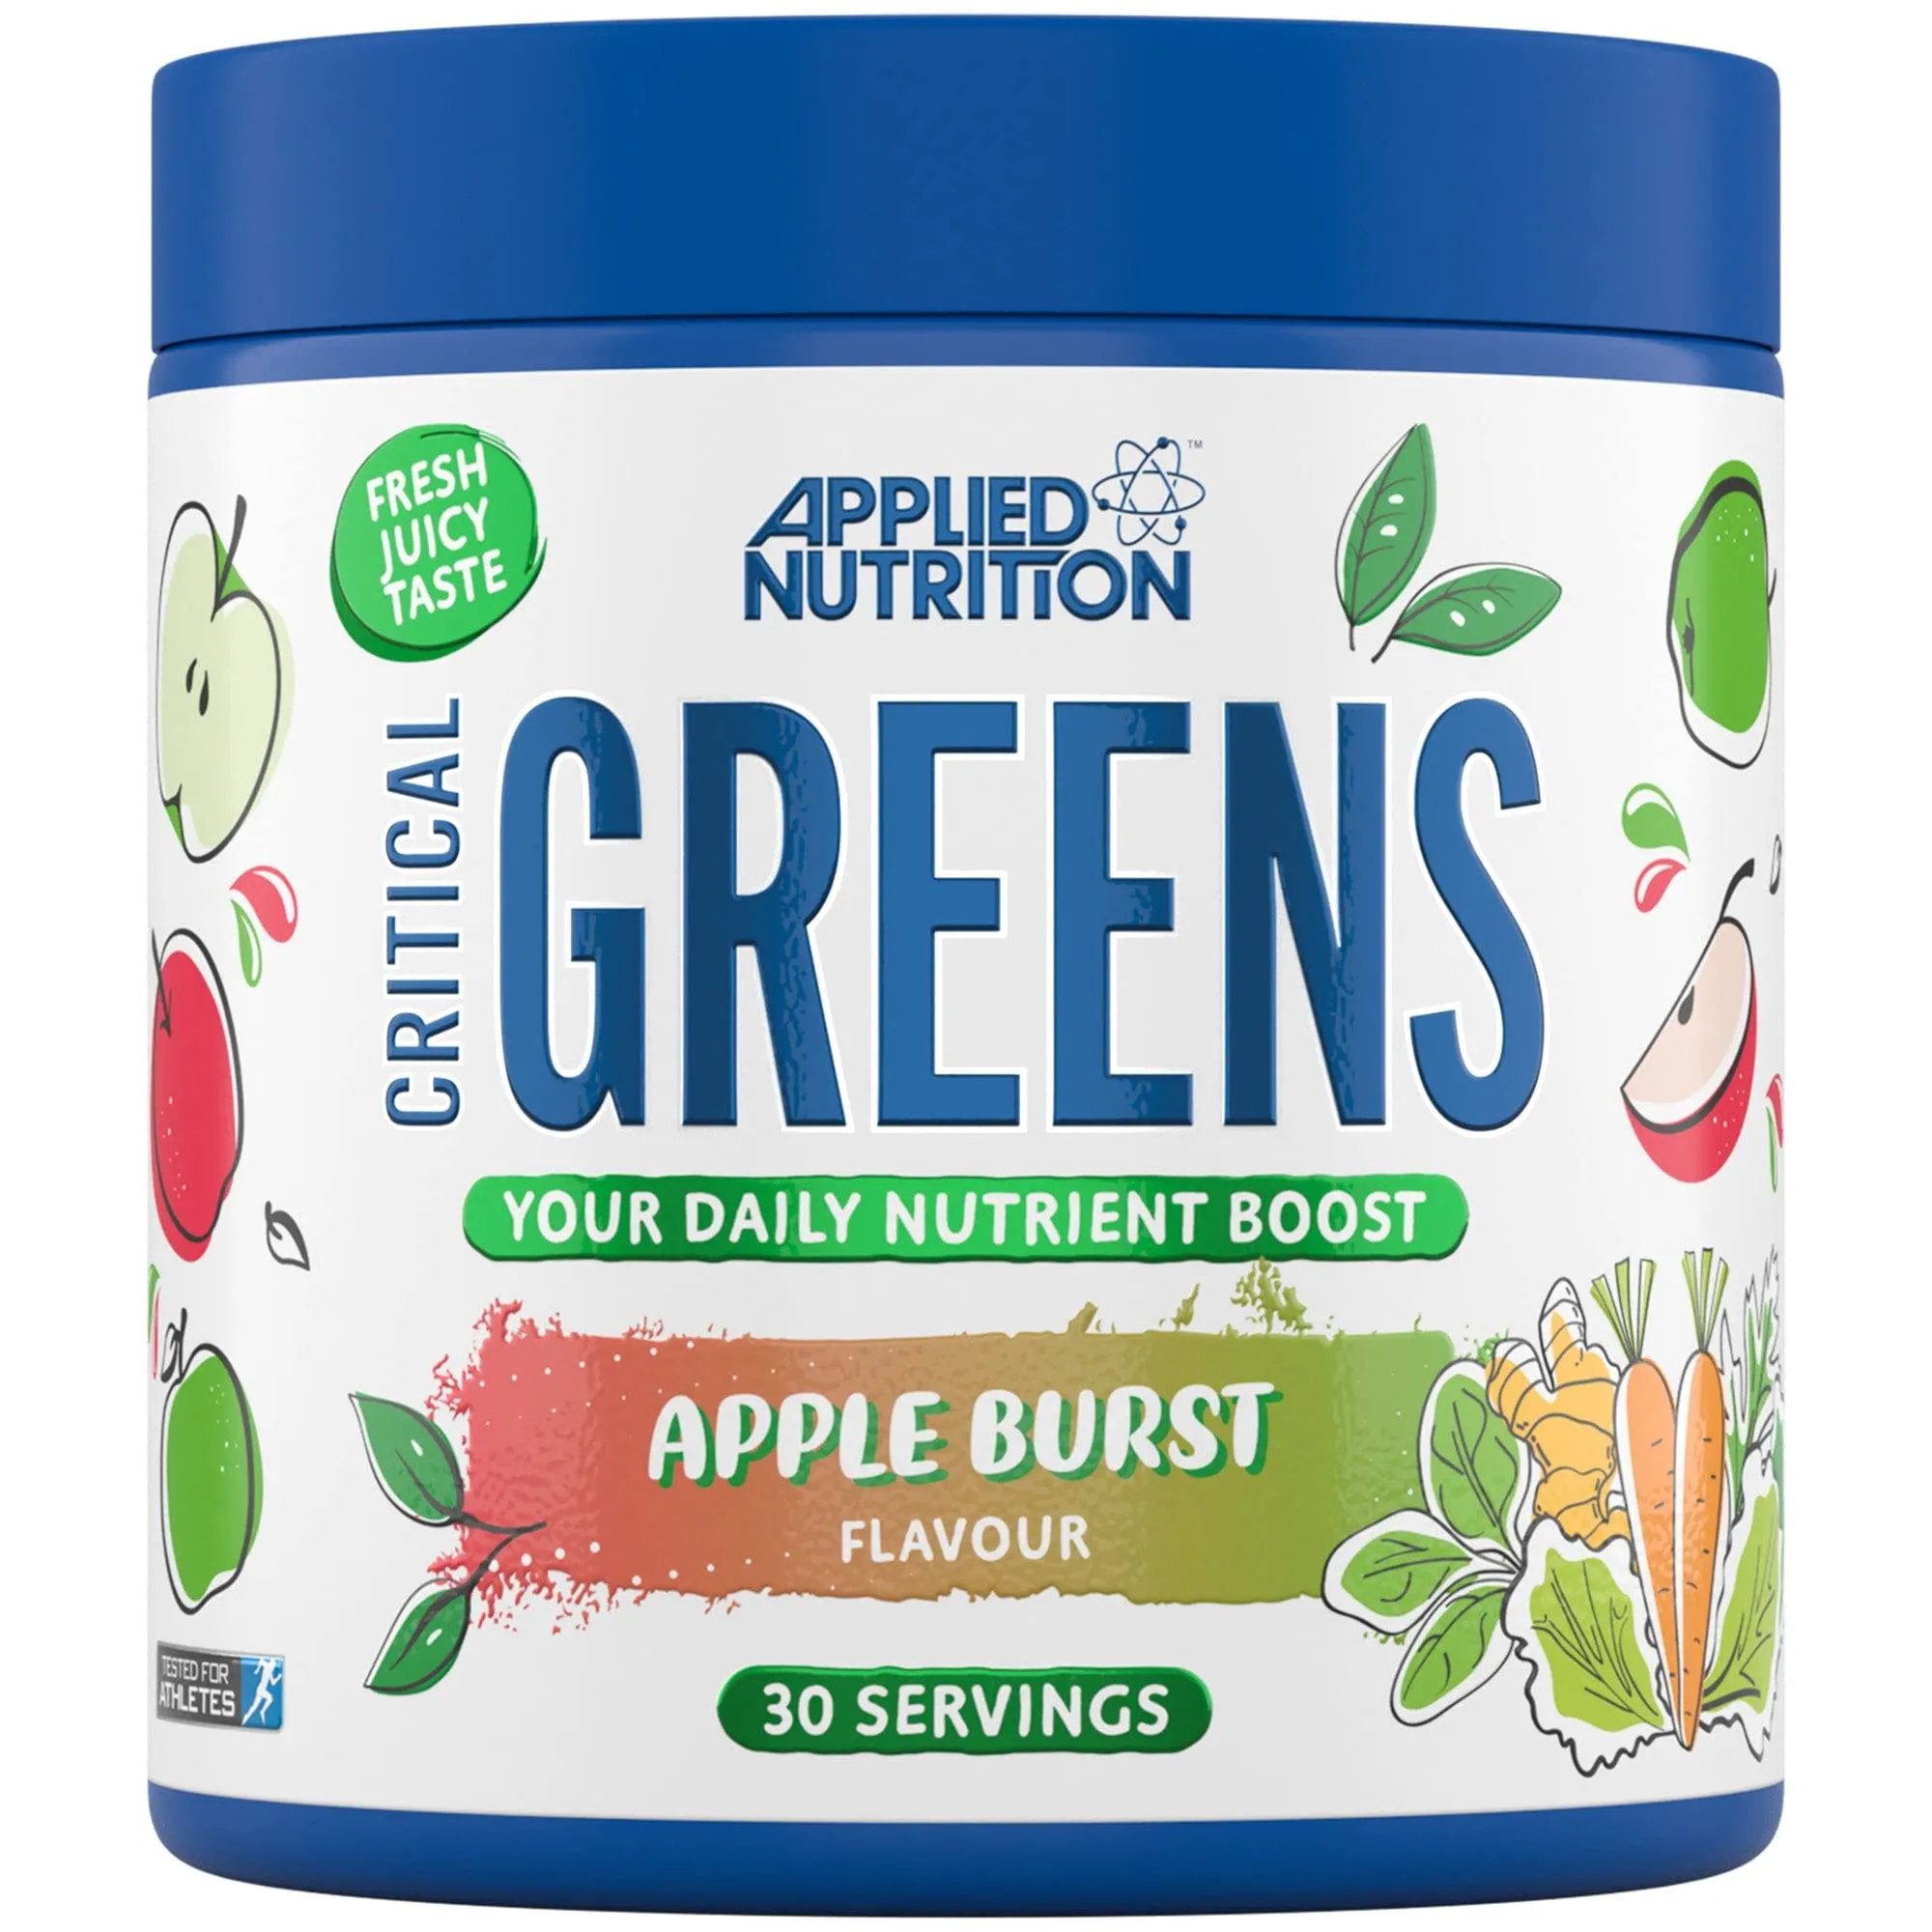 FRESH
JUICY
TASTE
APPLIED
NUTRITION
™
CRITICAL
GREENS
YOUR DAILY NUTRIENT BOOST
APPLE BURST
FLAVOUR
30 SERVINGS
TESTED FOR
ATHLETES